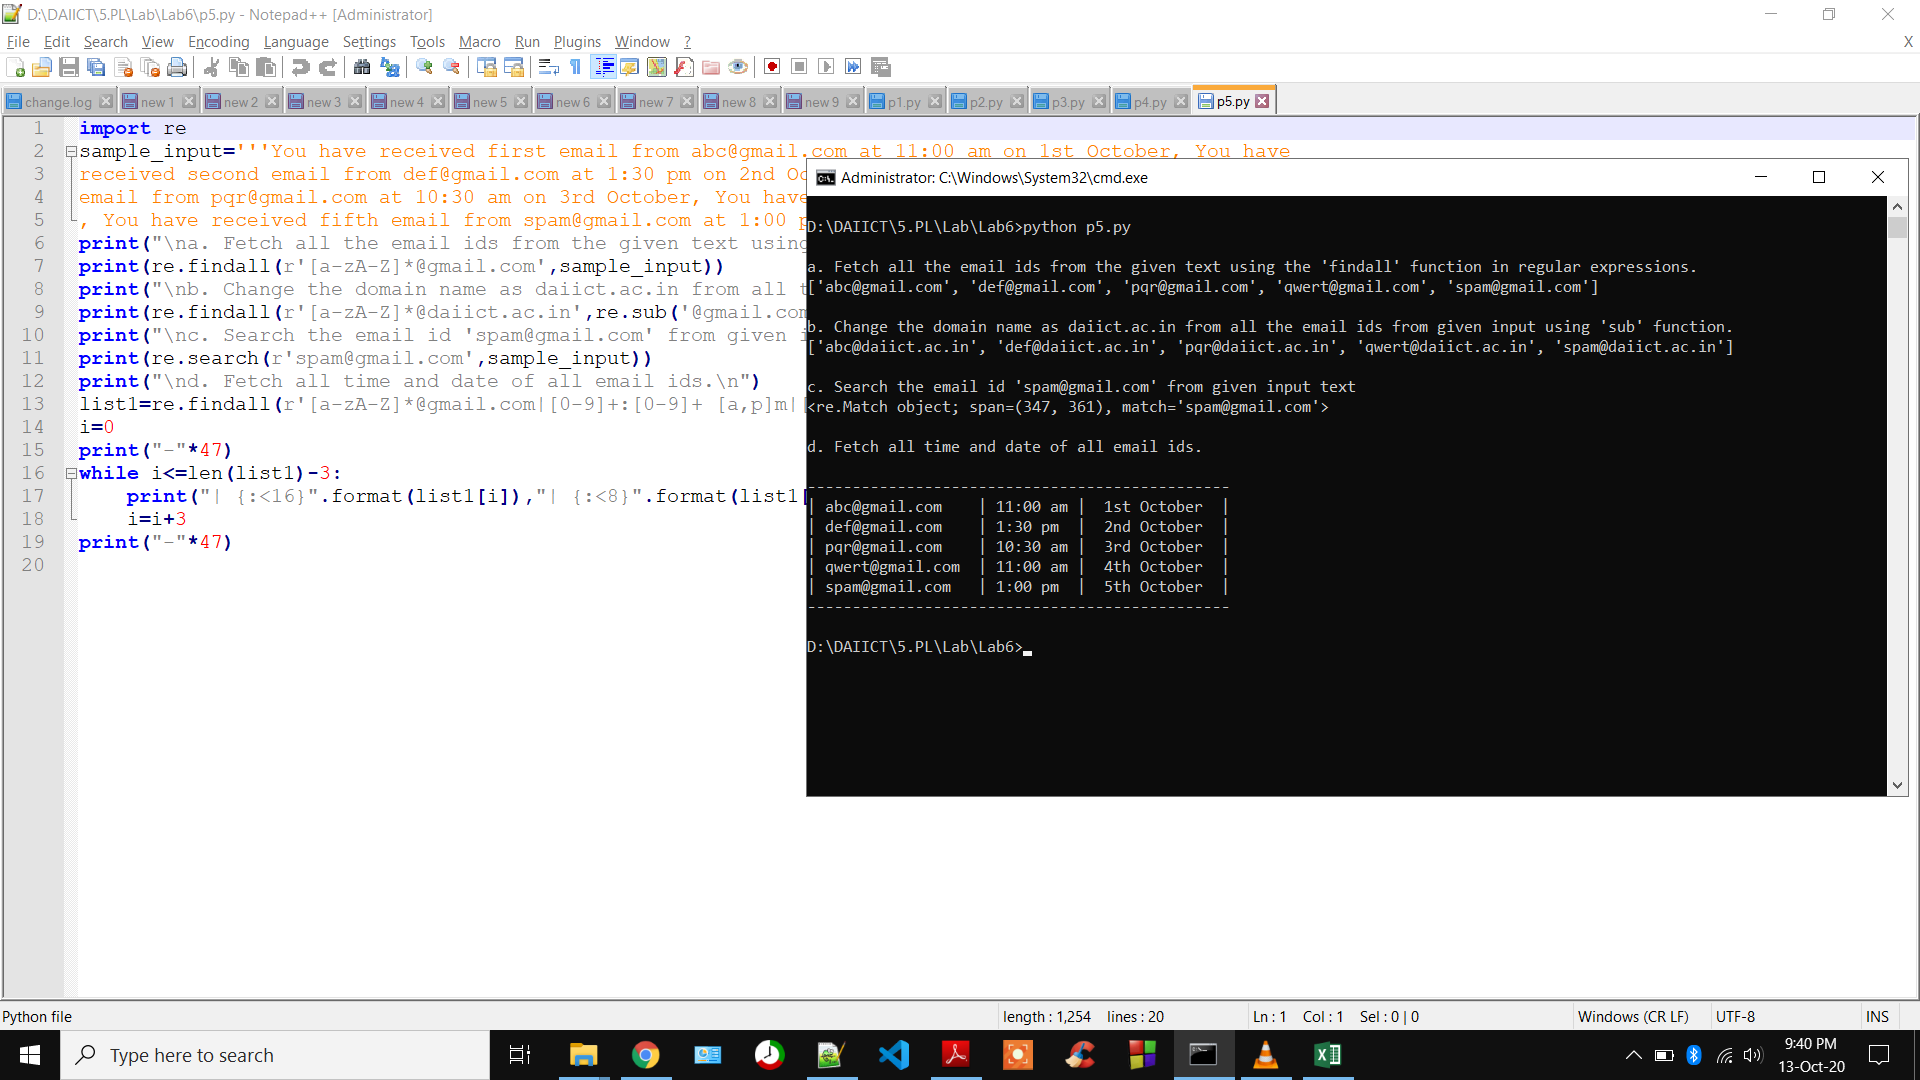 D:\DAIICT\5.PL\Lab\Lab6\p5.py - Notepad++ [Administrator]
File Edit Search View Encoding Language Settings Tools Macro Run Plugins Window ? X
change.log new 1 new 2 new 3 new 4 new 5 new 6 new 7 new 8 new 9 p1.py p2.py p3.py p4.py p5.py
1 import re
2 sample_input='''You have received first email from abc@gmail.com at 11:00 am on 1st October, You have
3 received second email from def@gmail.com at 1:30 pm on 2nd Oc
4 email from pqr@gmail.com at 10:30 am on 3rd October, You have
5 , You have received fifth email from spam@gmail.com at 1:00 p
6 print("\na. Fetch all the email ids from the given text using
7 print(re.findall(r'[a-zA-Z]*@gmail.com',sample_input))
8 print("\nb. Change the domain name as daiict.ac.in from all t
9 print(re.findall(r'[a-zA-Z]*@daiict.ac.in',re.sub('@gmail.com
10 print("\nc. Search the email id 'spam@gmail.com' from given i
11 print(re.search(r'spam@gmail.com',sample_input))
12 print("\nd. Fetch all time and date of all email ids.\n")
13 list1=re.findall(r'[a-zA-Z]*@gmail.com|[0-9]+:[0-9]+ [a,p]m|[
14 i=0
15 print("-"*47)
16 while i<=len(list1)-3:
17 print("| {:<16}".format(list1[i]),"| {:<8}".format(list1[
18 i=i+3
19 print("-"*47)
20
Administrator: C:\Windows\System32\cmd.exe
D:\DAIICT\5.PL\Lab\Lab6>python p5.py
a. Fetch all the email ids from the given text using the 'findall' function in regular expressions.
['abc@gmail.com', 'def@gmail.com', 'pqr@gmail.com', 'qwert@gmail.com', 'spam@gmail.com']
b. Change the domain name as daiict.ac.in from all the email ids from given input using 'sub' function.
['abc@daiict.ac.in', 'def@daiict.ac.in', 'pqr@daiict.ac.in', 'qwert@daiict.ac.in', 'spam@daiict.ac.in']
c. Search the email id 'spam@gmail.com' from given input text
<re.Match object; span=(347, 361), match='spam@gmail.com'>
d. Fetch all time and date of all email ids.
-----------------------------------------------
| abc@gmail.com | 11:00 am | 1st October |
| def@gmail.com | 1:30 pm | 2nd October |
| pqr@gmail.com | 10:30 am | 3rd October |
| qwert@gmail.com | 11:00 am | 4th October |
| spam@gmail.com | 1:00 pm | 5th October |
-----------------------------------------------
D:\DAIICT\5.PL\Lab\Lab6>
Python file length : 1,254 lines : 20 Ln : 1 Col : 1 Sel : 0 | 0 Windows (CR LF) UTF-8 INS
Type here to search
9:40 PM
13-Oct-20